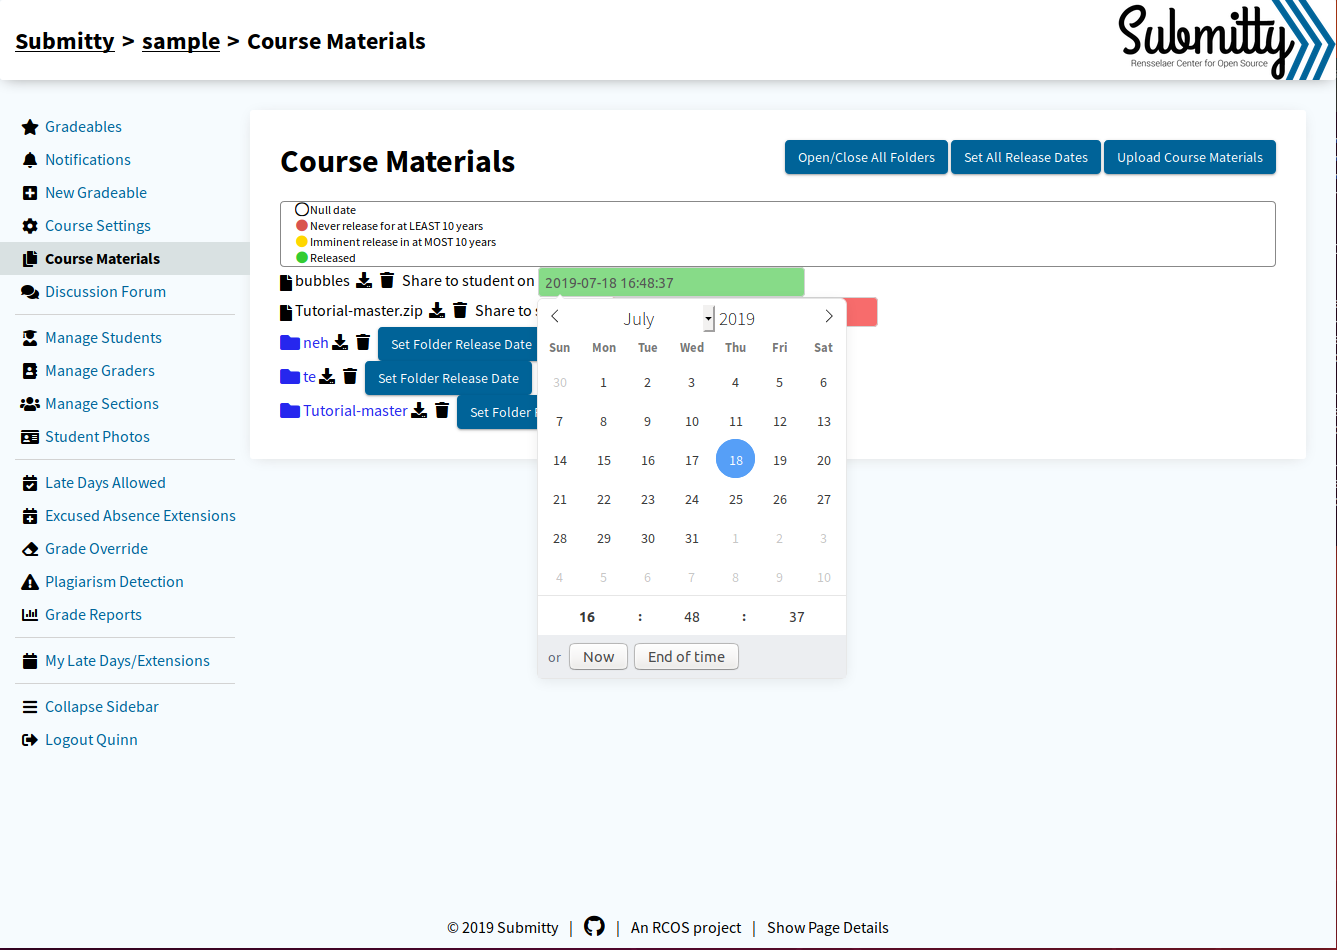 Submitty > sample > Course Materials
Submitty
Rensselaer Center for Open Source
Gradeables
Notifications
New Gradeable
Course Settings
Course Materials
Discussion Forum
Manage Students
Manage Graders
Manage Sections
Student Photos
Late Days Allowed
Excused Absence Extensions
Grade Override
Plagiarism Detection
Grade Reports
My Late Days/Extensions
Collapse Sidebar
Logout Quinn
Course Materials
Open/Close All Folders Set All Release Dates Upload Course Materials
Null date
Never release for at LEAST 10 years
Imminent release in at MOST 10 years
Released
bubbles Share to student on 2019-07-18 16:48:37
Tutorial-master.zip Share to
neh Set Folder Release Date
te Set Folder Release Date
Tutorial-master Set Folder
July 2019
Sun Mon Tue Wed Thu Fri Sat
30 1 2 3 4 5 6
7 8 9 10 11 12 13
14 15 16 17 18 19 20
21 22 23 24 25 26 27
28 29 30 31 1 2 3
4 5 6 7 8 9 10
16 : 48 : 37
or Now End of time
© 2019 Submitty | | An RCOS project | Show Page Details